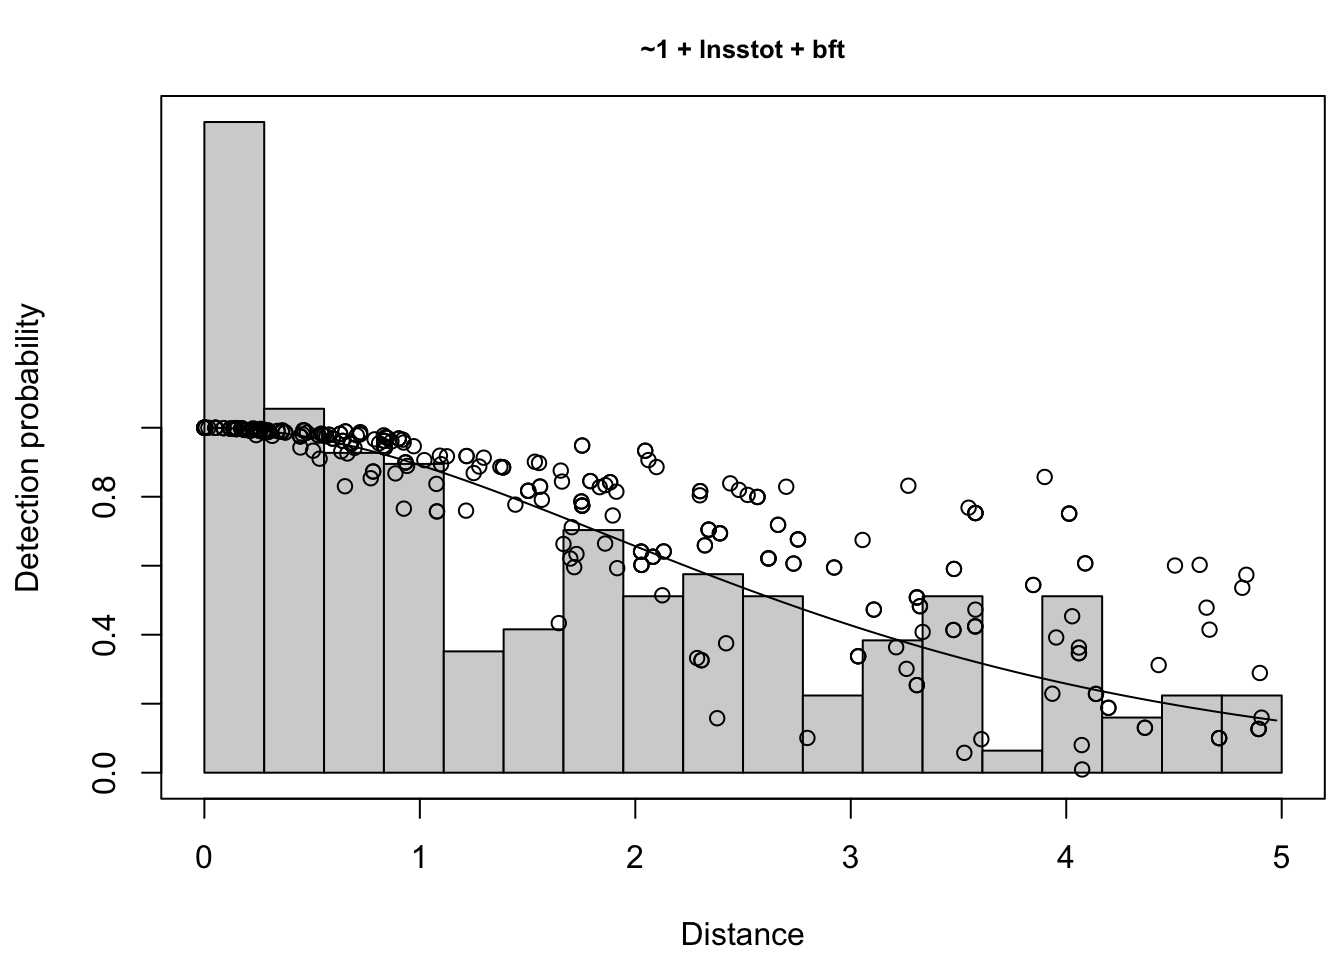 ~1 + lnsstot + bft
Detection probability
0.8
0.4
0.0
0 1 2 3 4 5
Distance